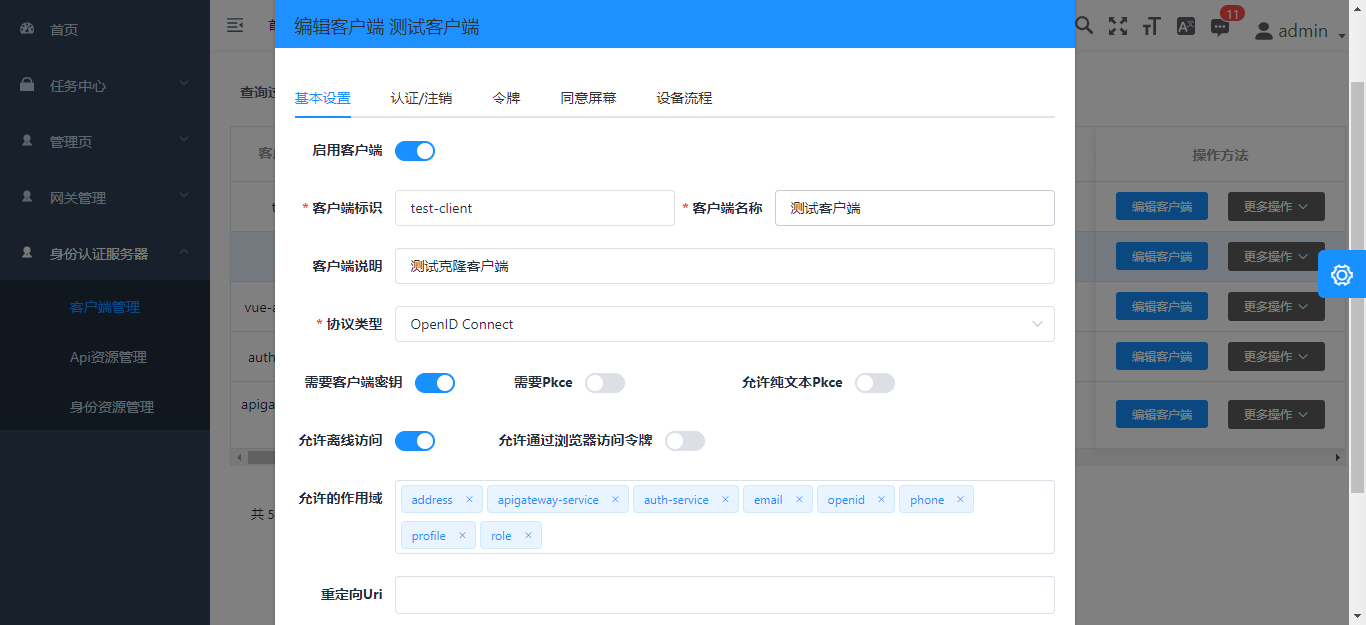 首页
任务中心
管理页
网关管理
身份认证服务器
客户端管理
Api资源管理
身份资源管理
编辑客户端 测试客户端
11
admin
查询
基本设置
认证/注销
令牌
同意屏幕
设备流程
启用客户端
* 客户端标识
test-client
* 客户端名称
测试客户端
客户端说明
测试克隆客户端
* 协议类型
OpenID Connect
需要客户端密钥
需要Pkce
允许纯文本Pkce
允许离线访问
允许通过浏览器访问令牌
允许的作用域
address ×
apigateway-service ×
auth-service ×
email ×
openid ×
phone ×
profile ×
role ×
重定向Uri
操作方法
编辑客户端
更多操作
编辑客户端
更多操作
vue-
编辑客户端
更多操作
auth
编辑客户端
更多操作
apiga
编辑客户端
更多操作
共 5